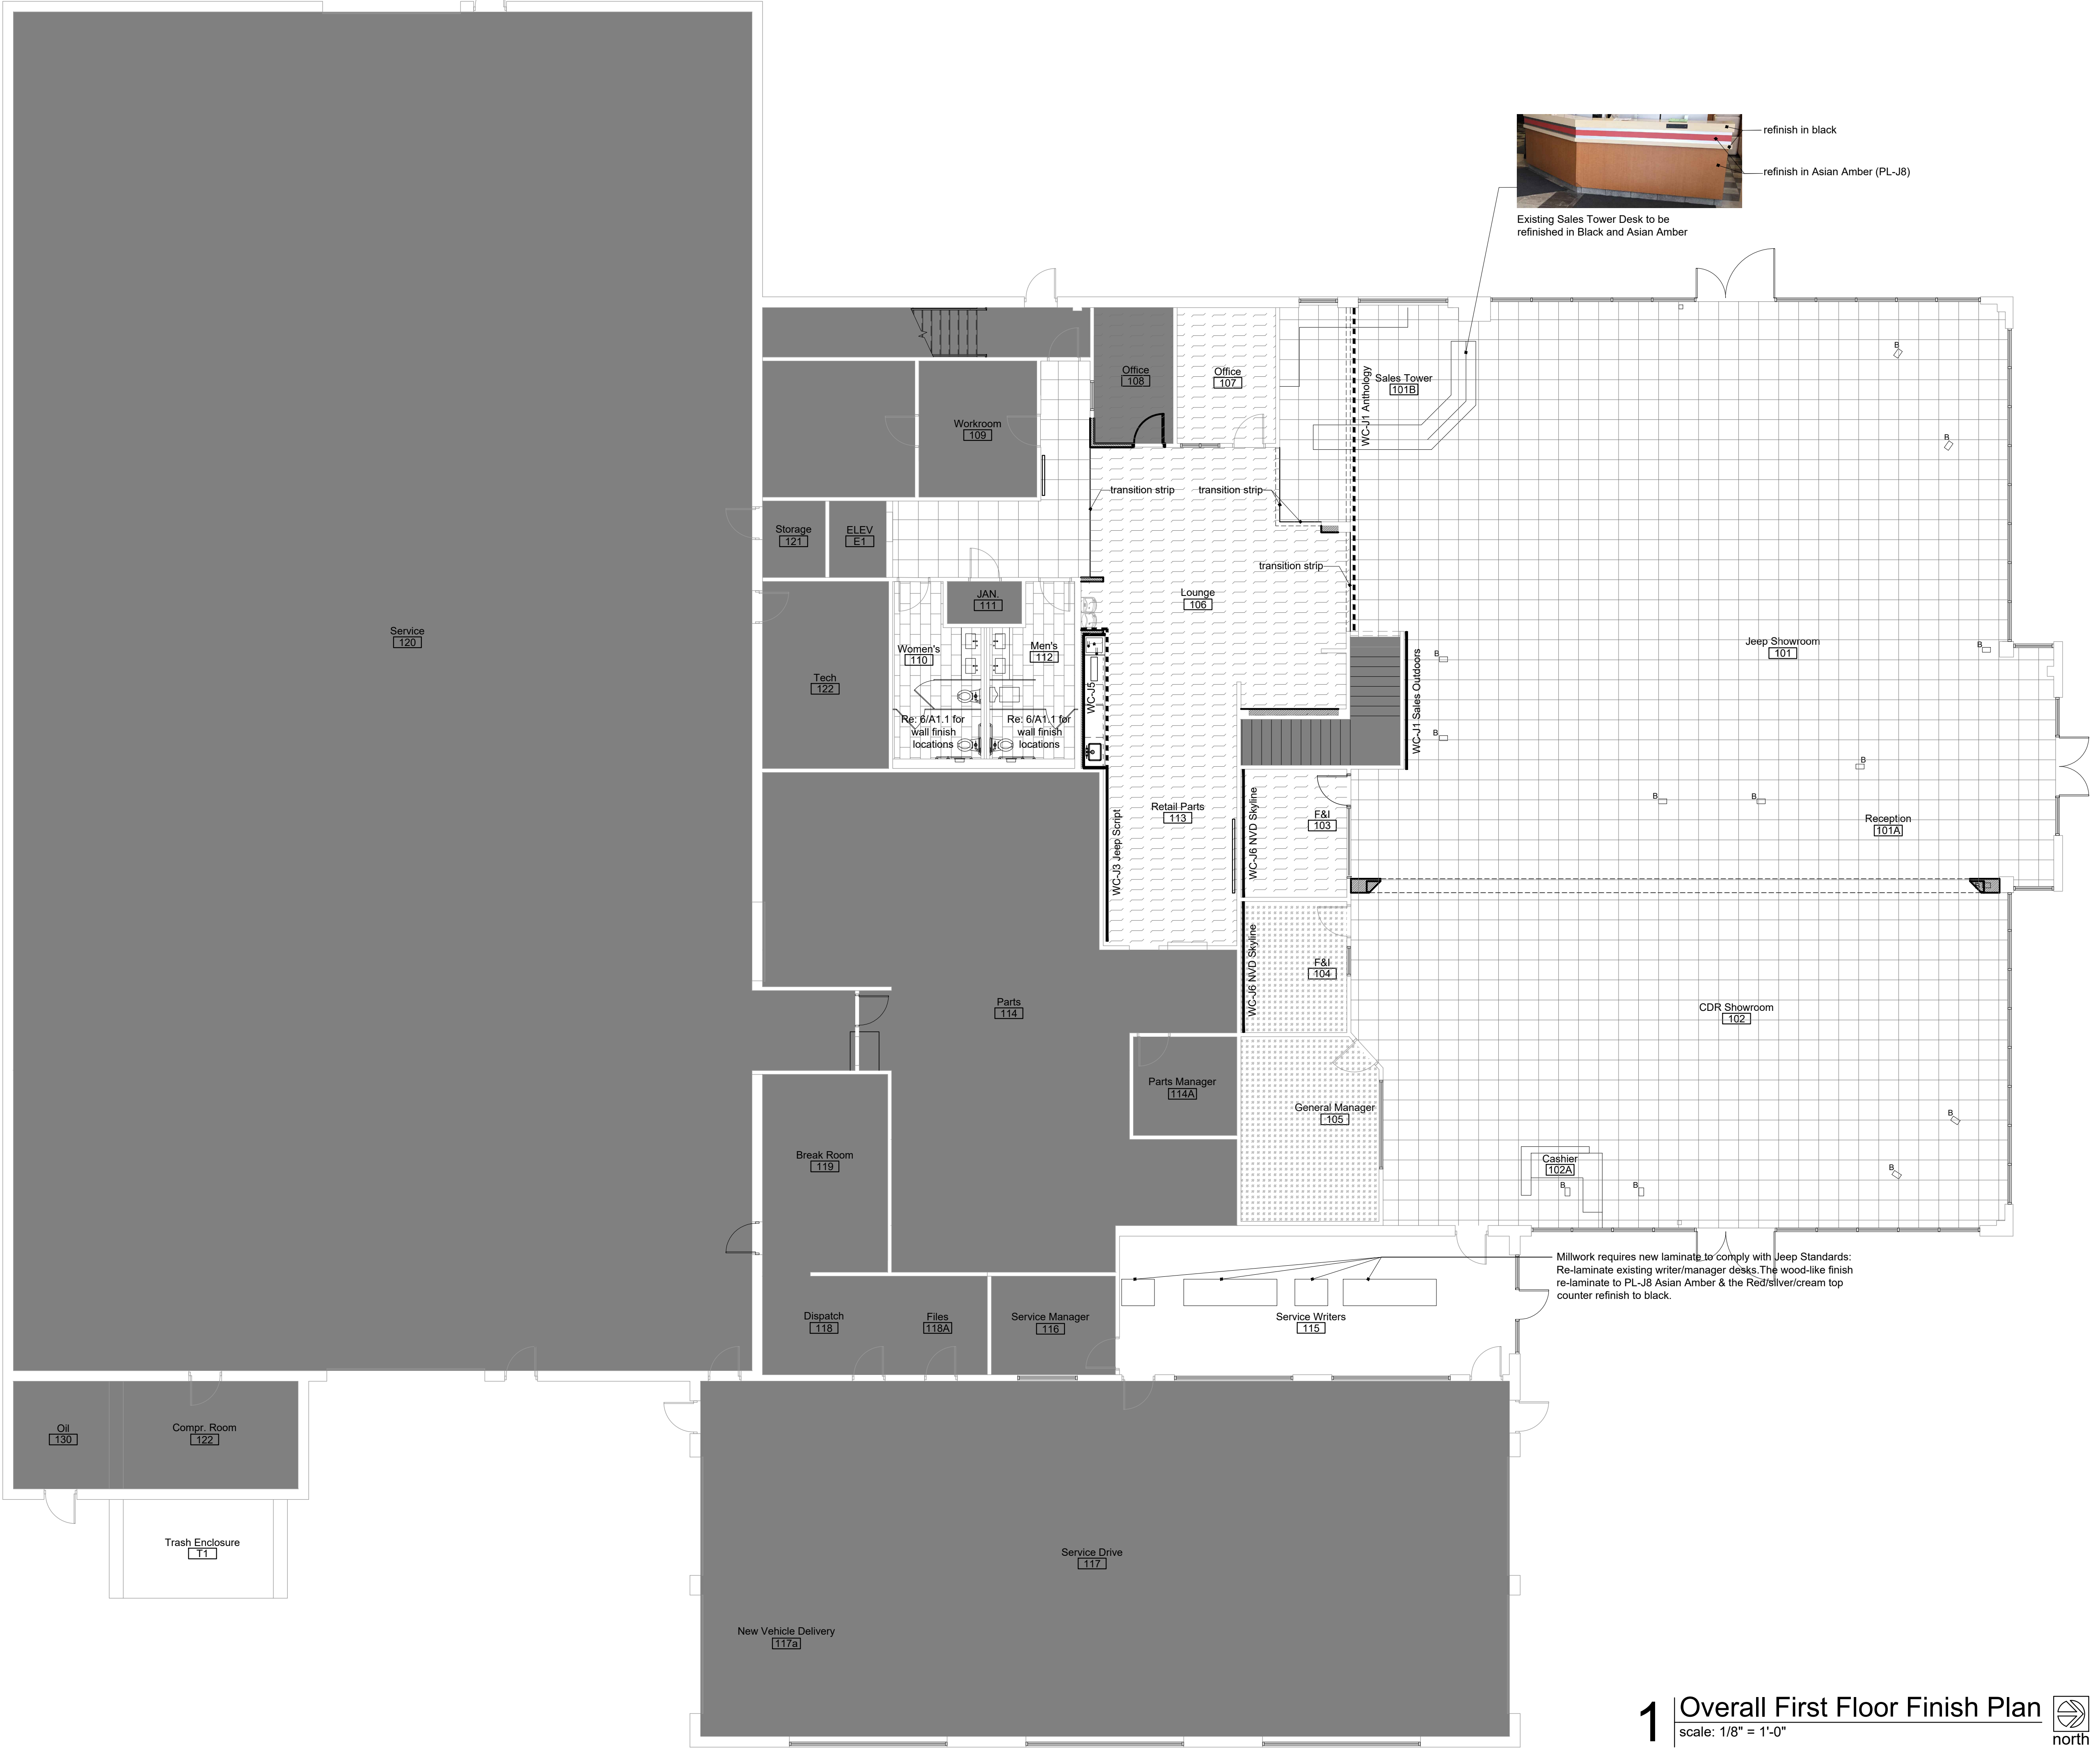 refinish in black
refinish in Asian Amber (PL-J8)
Existing Sales Tower Desk to be
refinished in Black and Asian Amber
Office
108
Office
107
WC-J1 Anthology
Sales Tower
101B
B
B
Workroom
109
transition strip
transition strip
Storage
121
ELEV
E1
transition strip
JAN.
111
Lounge
106
Service
120
Women's
110
Men's
112
Jeep Showroom
101
B
B
Tech
122
WC-J5
WC-J1 Sales Outdoors
Re: 6/A1.1 for
wall finish
locations
Re: 6/A1.1 for
wall finish
locations
B
B
B
B
Retail Parts
113
WC-J3 Jeep Script
WC-J6 NVD Skyline
F&I
103
Reception
101A
WC-J6 NVD Skyline
F&I
104
Parts
114
CDR Showroom
102
Parts Manager
114A
General Manager
105
B
Break Room
119
Cashier
102A
B
B
B
Millwork requires new laminate to comply with Jeep Standards:
Re-laminate existing writer/manager desks.The wood-like finish
re-laminate to PL-J8 Asian Amber & the Red/silver/cream top
counter refinish to black.
Dispatch
118
Files
118A
Service Manager
116
Service Writers
115
Oil
130
Compr. Room
122
Trash Enclosure
T1
Service Drive
117
New Vehicle Delivery
117a
1
Overall First Floor Finish Plan
scale: 1/8" = 1'-0"
north